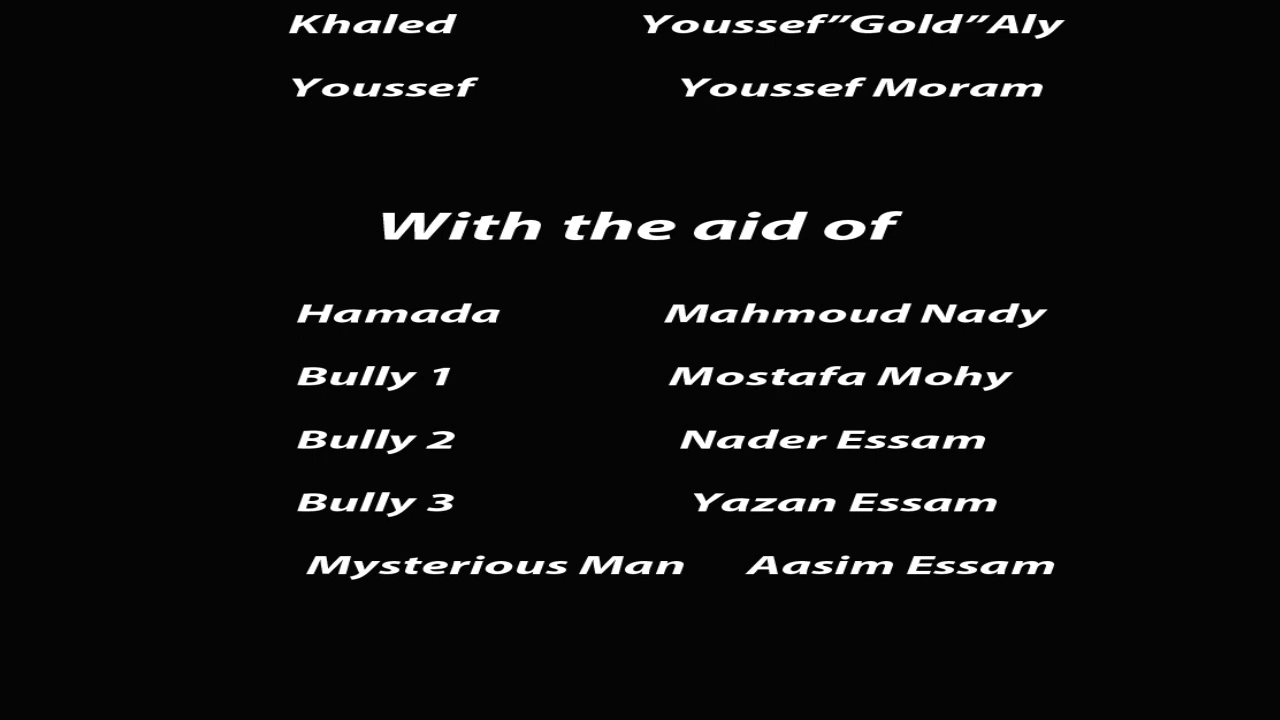 Khaled Youssef”Gold”Aly
Youssef Youssef Moram
With the aid of
Hamada Mahmoud Nady
Bully 1 Mostafa Mohy
Bully 2 Nader Essam
Bully 3 Yazan Essam
Mysterious Man Aasim Essam